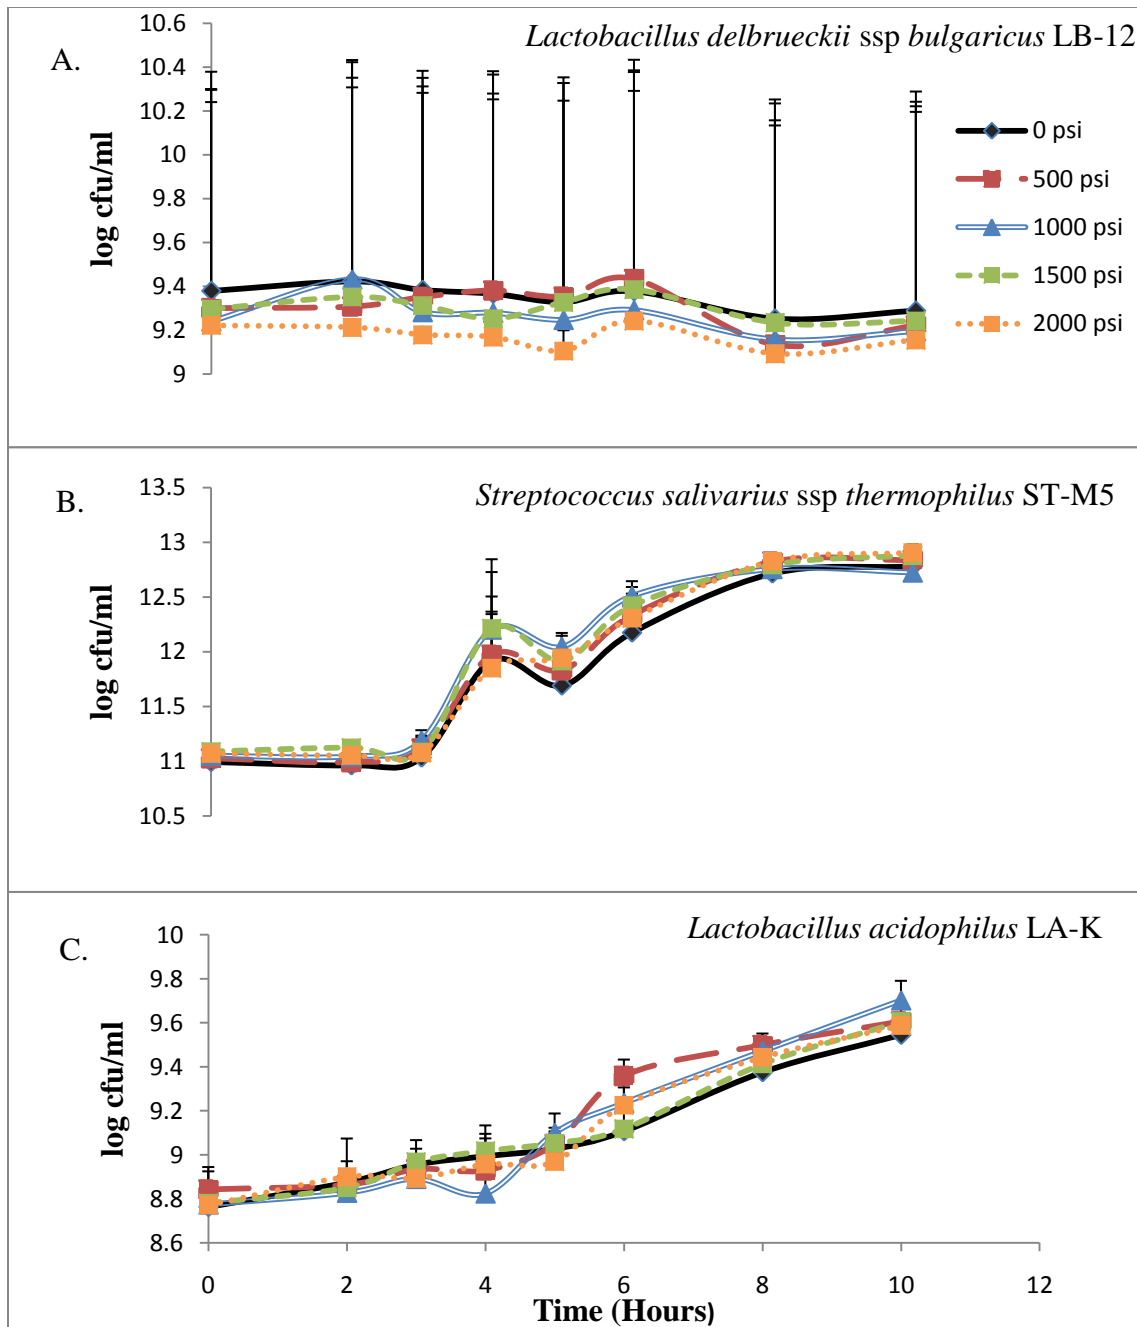 A.
Lactobacillus delbrueckii ssp bulgaricus LB-12
log cfu/ml
10.6
10.4
10.2
10
9.8
9.6
9.4
9.2
9
0 psi
500 psi
1000 psi
1500 psi
2000 psi
B.
Streptococcus salivarius ssp thermophilus ST-M5
log cfu/ml
13.5
13
12.5
12
11.5
11
10.5
C.
Lactobacillus acidophilus LA-K
log cfu/ml
10
9.8
9.6
9.4
9.2
9
8.8
8.6
0 2 4 6 8 10 12
Time (Hours)